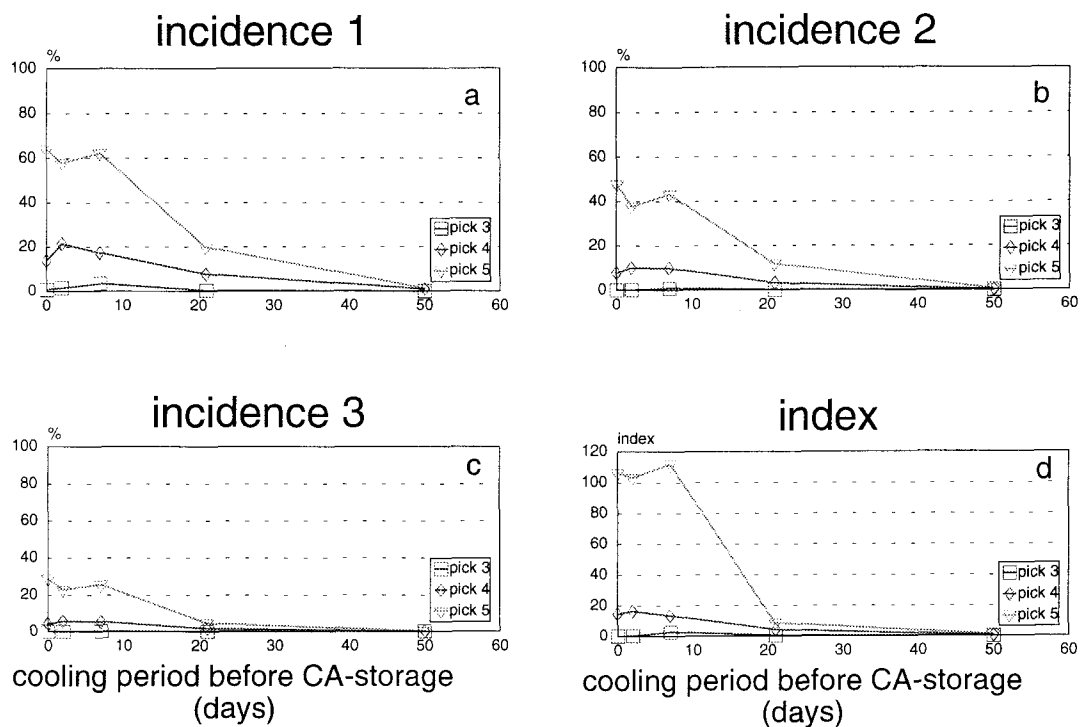 incidence 1
%
100
80
60
40
20
0
a
pick 3
pick 4
pick 5
0 10 20 30 40 50 60
incidence 2
%
100
80
60
40
20
0
b
pick 3
pick 4
pick 5
0 10 20 30 40 50 60
incidence 3
%
100
80
60
40
20
0
c
pick 3
pick 4
pick 5
0 10 20 30 40 50 60
cooling period before CA-storage
(days)
index
index
120
100
80
60
40
20
0
d
pick 3
pick 4
pick 5
0 10 20 30 40 50 60
cooling period before CA-storage
(days)